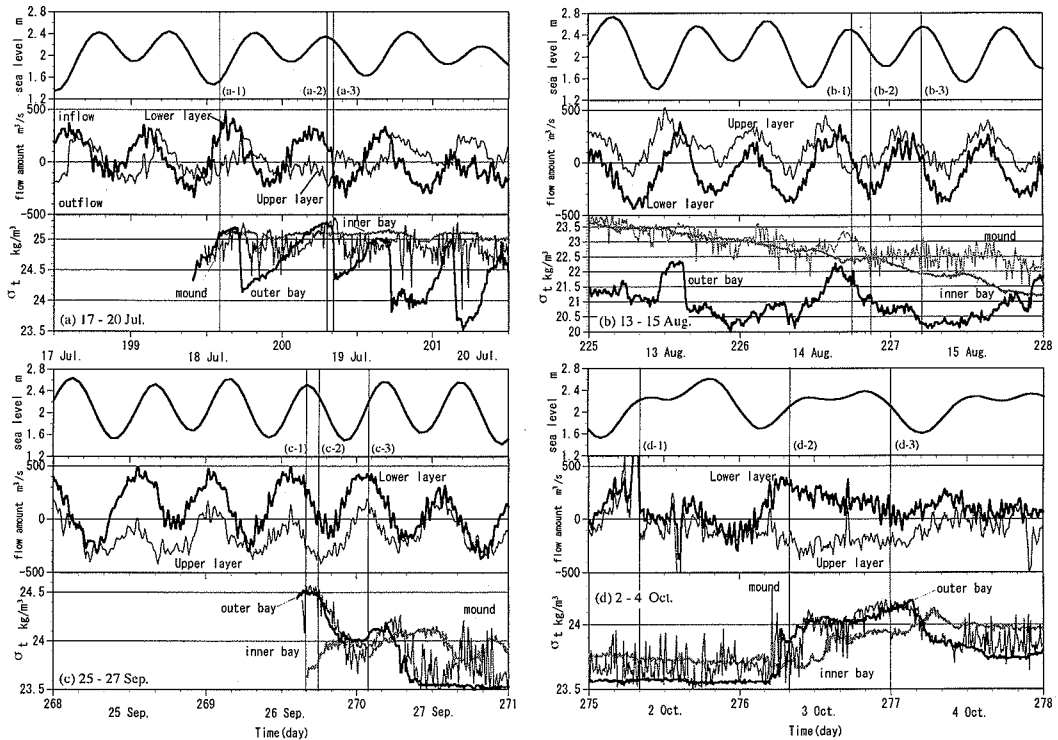 2.8
2.4
2.0
1.6
1.2
sea level m
(a-1)
(a-2)
(a-3)
500
0
-500
flow amount m³/s
inflow
Lower layer
outflow
Upper layer
25
24.5
24
23.5
σt kg/m³
inner bay
mound
outer bay
(a) 17 - 20 Jul.
199
200
201
17 Jul.
18 Jul.
19 Jul.
20 Jul.
2.8
2.4
2.0
1.6
1.2
sea level m
(b-1)
(b-2)
(b-3)
500
0
-500
flow amount m³/s
Upper layer
Lower layer
23.5
23
22.5
22
21.5
21
20.5
20
σt kg/m³
mound
outer bay
inner bay
(b) 13 - 15 Aug.
225
226
227
228
13 Aug.
14 Aug.
15 Aug.
2.8
2.4
2.0
1.6
1.2
sea level m
(c-1)
(c-2)
(c-3)
500
0
-500
flow amount m³/s
Lower layer
Upper layer
24.5
24
23.5
σt kg/m³
outer bay
mound
inner bay
(c) 25 - 27 Sep.
268
269
270
271
25 Sep.
26 Sep.
27 Sep.
Time(day)
2.8
2.4
2.0
1.6
1.2
sea level m
(d-1)
(d-2)
(d-3)
500
0
-500
flow amount m³/s
Lower layer
Upper layer
24
23.5
σt kg/m³
(d) 2 - 4 Oct.
mound
inner bay
outer bay
275
276
277
278
2 Oct.
3 Oct.
4 Oct.
Time(day)